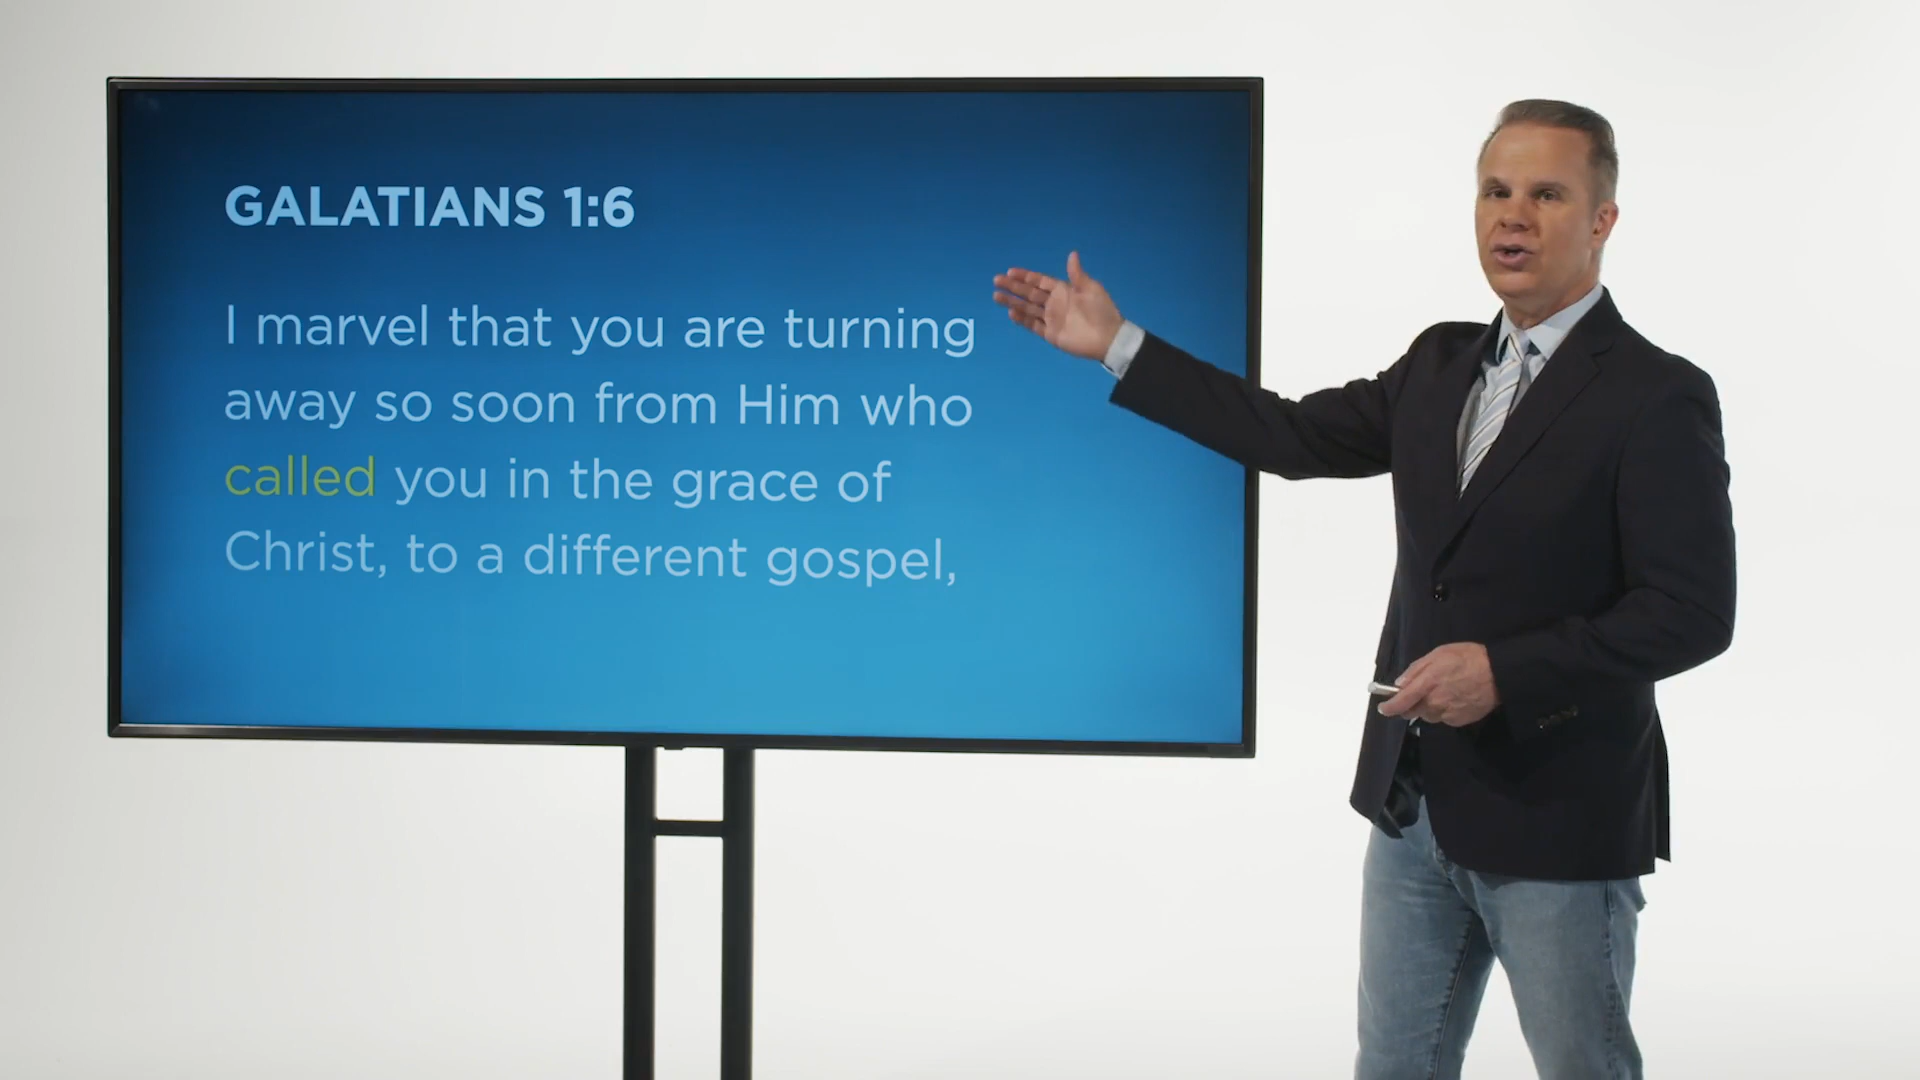 GALATIANS 1:6
I marvel that you are turning
away so soon from Him who
called you in the grace of
Christ, to a different gospel,